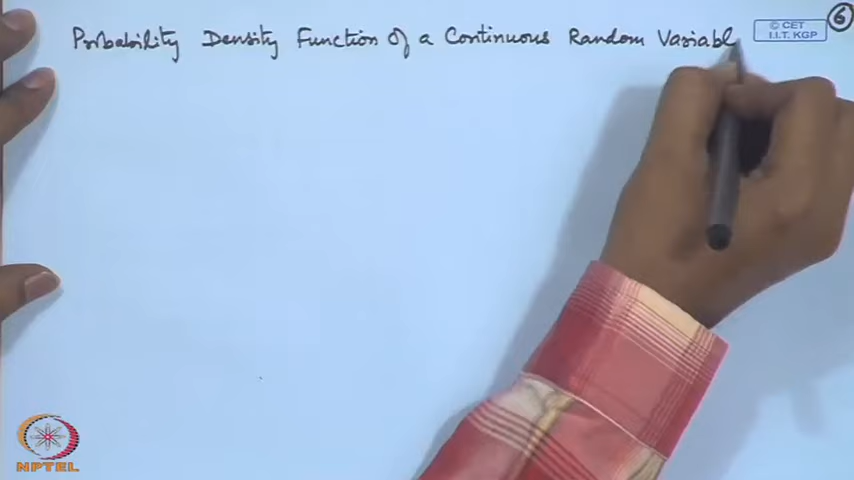 Probability Density Function of a Continuous Random Variabl
© CET
I.I.T. KGP
6
NPTEL